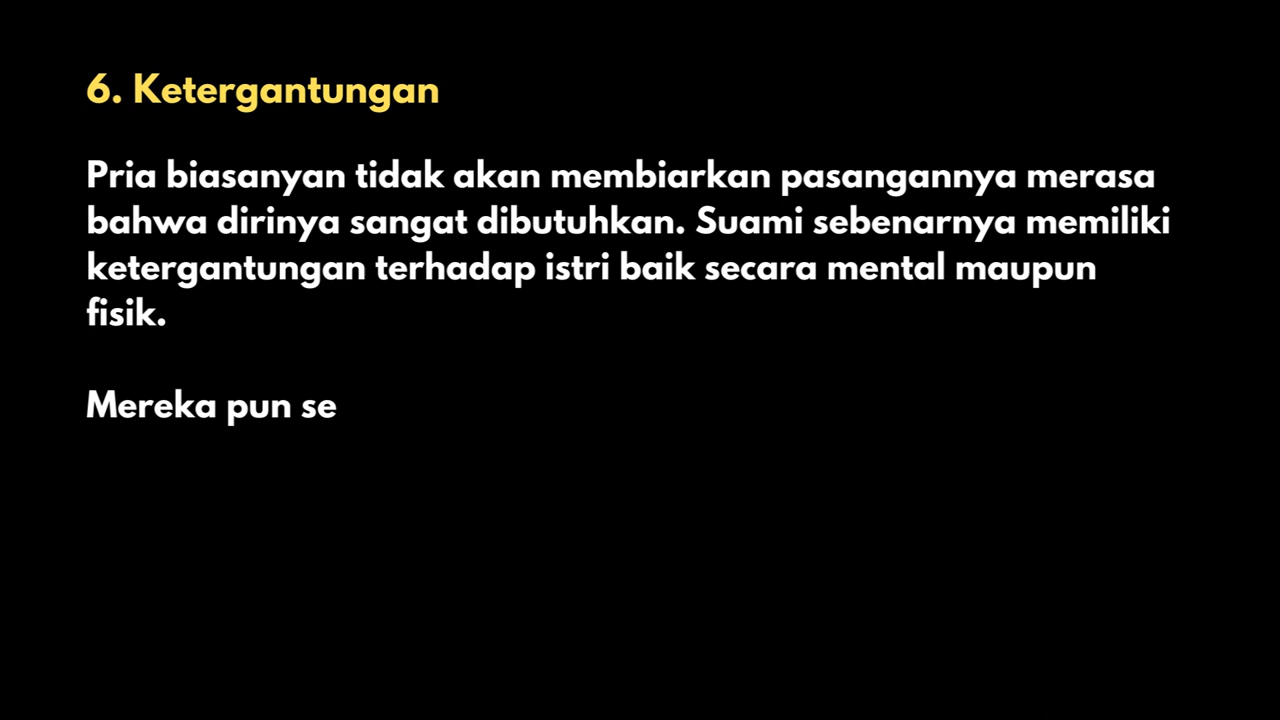 6. Ketergantungan
Pria biasanyan tidak akan membiarkan pasangannya merasa
bahwa dirinya sangat dibutuhkan. Suami sebenarnya memiliki
ketergantungan terhadap istri baik secara mental maupun
fisik.
Mereka pun se